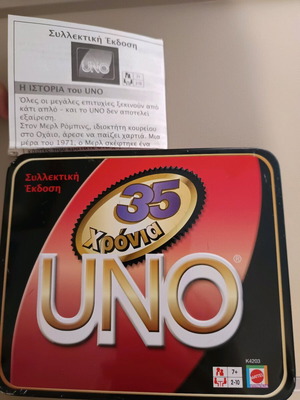 Συλλεκτική Έκδοση
UNO
Η ΙΣΤΟΡΙΑ του UNO
Όλες οι μεγάλες επιτυχίες ξεκινούν από
κάτι απλό - και το UNO δεν αποτελεί
εξαίρεση.
Στον Μερλ Ρόμπινς, ιδιοκτήτη κουρείου
στο Οχάιο, άρεσε να παίζει χαρτιά. Μια
μέρα του 1971, ο Μερλ σκέφτηκε ένα
Συλλεκτική
Έκδοση
35
Χρόνια
UNO®
K4203
7+
2-10
MATTEL